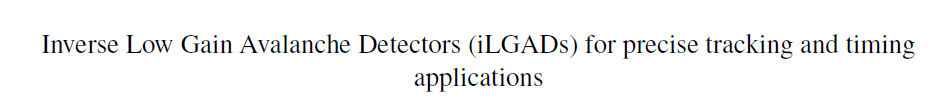 Inverse Low Gain Avalanche Detectors (iLGADs) for precise tracking and timing
applications